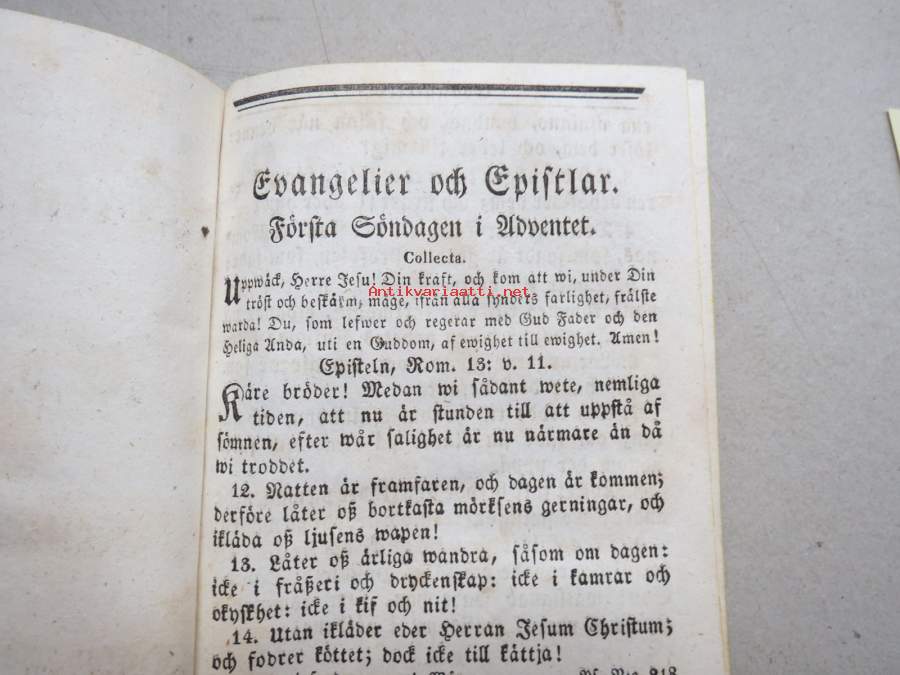 Evangelier och Epistlar.
Första Söndagen i Adventet.
Collecta.
Uppwäck, Herre Jesu! Din kraft, och kom att wi, under Din
tröst och beskärm, måge, ifrån alla synders farlighet, frälste
Antikvariaatti.net
warda! Du, som lefwer och regerar med Gud Fader och den
Heliga Anda, uti en Guddom, af ewighet till ewighet. Amen!
Episteln, Rom. 13: v. 11.
Käre bröder! Medan wi sådant wete, nemliga
tiden, att nu är stunden till att uppstå af
sömnen, efter wår salighet är nu närmare än då
wi troddet.
12. Natten är framfaren, och dagen är kommen;
derföre låter oß bortkasta mörksens gerningar, och
ikläda oß ljusens wapen!
13. Låter oß ärliga wandra, såsom om dagen:
icke i fråßeri och dryckenskap: icke i kamrar och
okyskhet: icke i kif och nit!
14. Utan ikläder eder Herran Jesum Christum;
och fodrer köttet; dock icke till kättja!